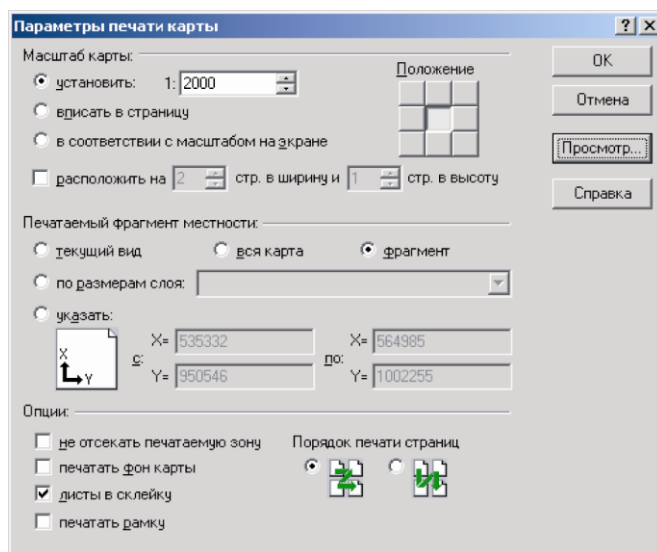 Параметры печати карты
Масштаб карты:
установить: 1: 2000
Положение
вписать в страницу
в соответствии с масштабом на экране
расположить на 2 стр. в ширину и 1 стр. в высоту
OK
Отмена
Просмотр...
Справка
Печатаемый фрагмент местности:
текущий вид
вся карта
фрагмент
по размерам слоя:
указать:
X
Y
с:
X= 535332
Y= 950546
по:
X= 564985
Y= 1002255
Опции:
не отсекать печатаемую зону
печатать фон карты
листы в склейку
печатать рамку
Порядок печати страниц